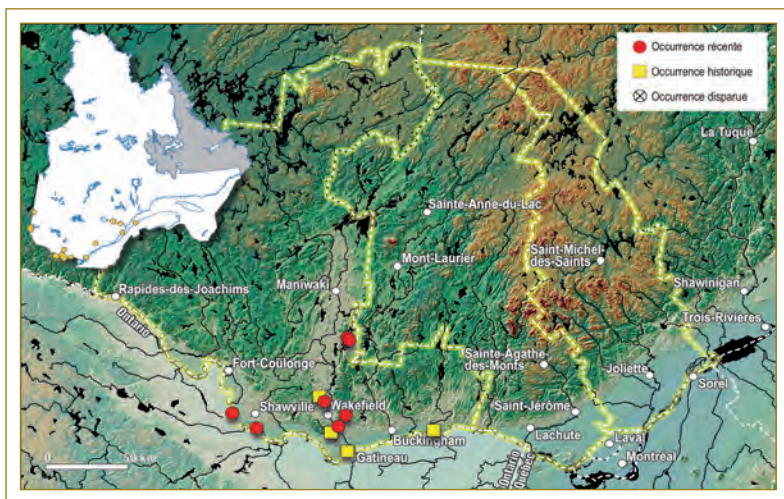 Occurrence récente
Occurrence historique
Occurrence disparue
La Tuque
Sainte-Anne-du-Lac
Saint-Michel
des-Saints
Mont-Laurier
Maniwaki
Rapides-des-Joachims
Shawinigan
Trois-Rivières
Ontario
Fort-Coulonge
Sainte-Agathe
des-Monts
Joliette
Sorel
Shawville
Wakefield
Saint-Jérôme
Buckingham
Lachute
Laval
Gatineau
Ontario
Québec
Montréal
0 50 km